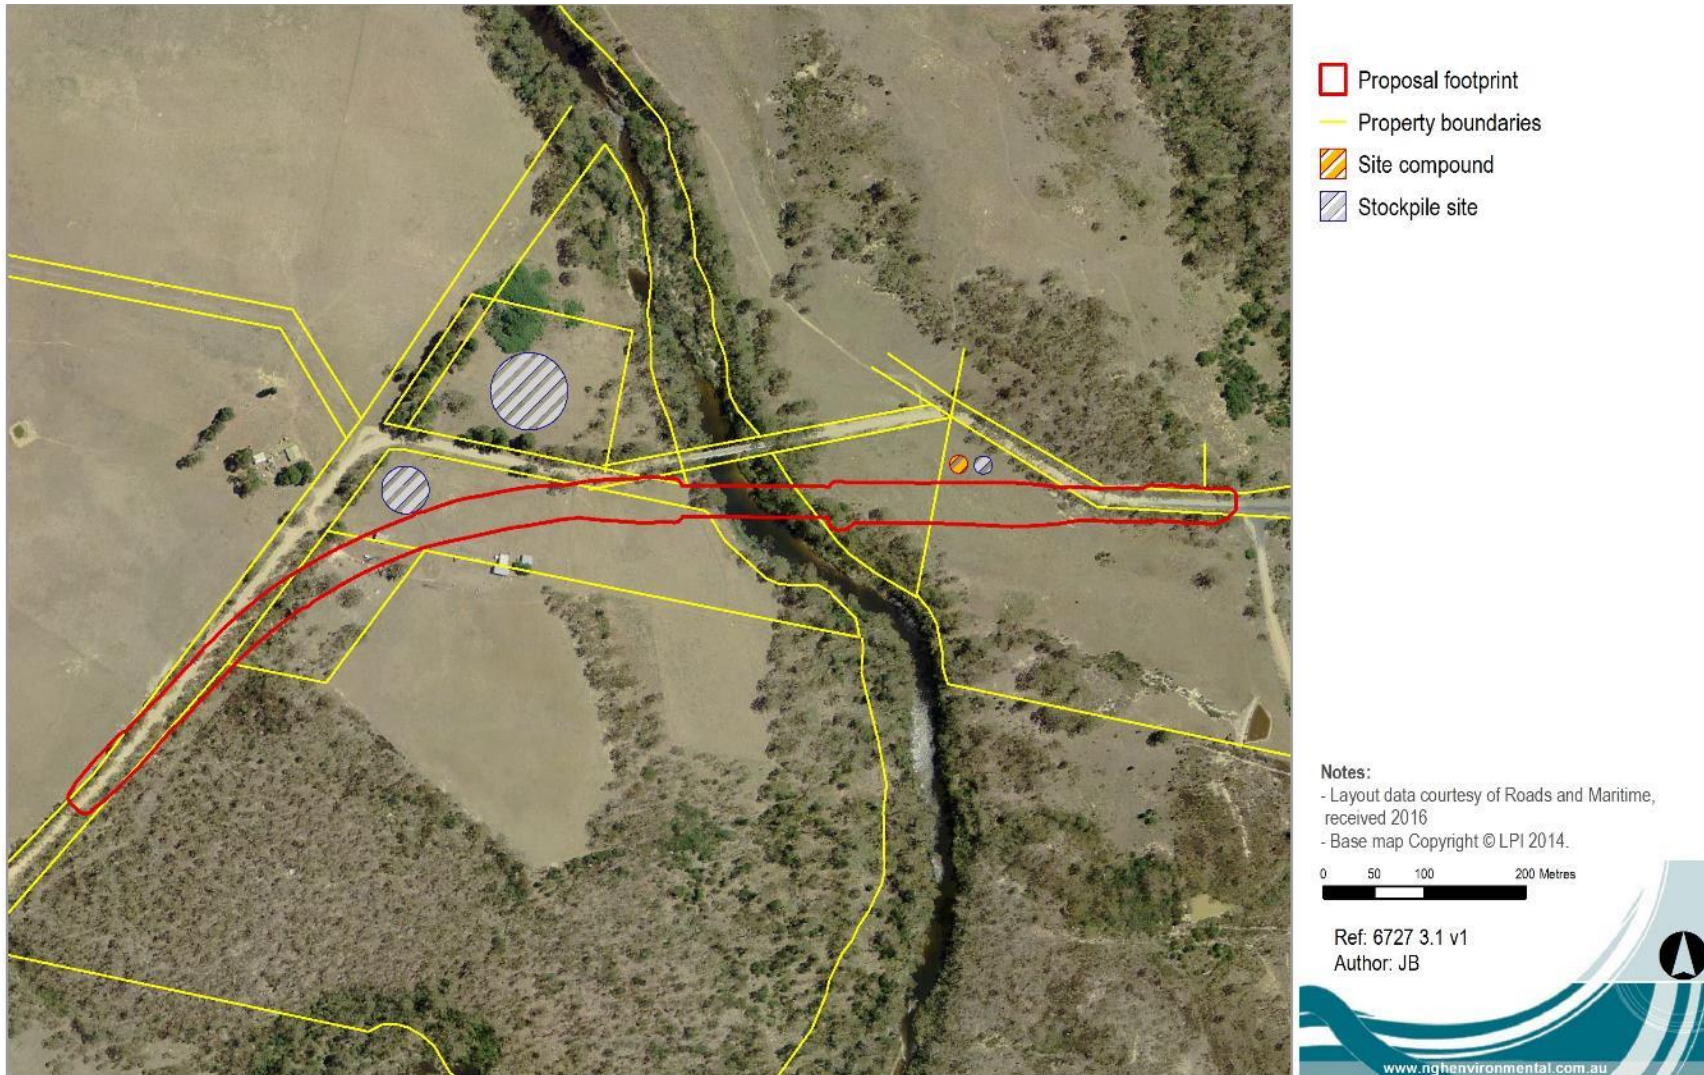 Proposal footprint
Property boundaries
Site compound
Stockpile site
Notes:
- Layout data courtesy of Roads and Maritime,
received 2016
- Base map Copyright © LPI 2014.
0 50 100 200 Metres
Ref: 6727 3.1 v1
Author: JB
www.nghenvironmental.com.au